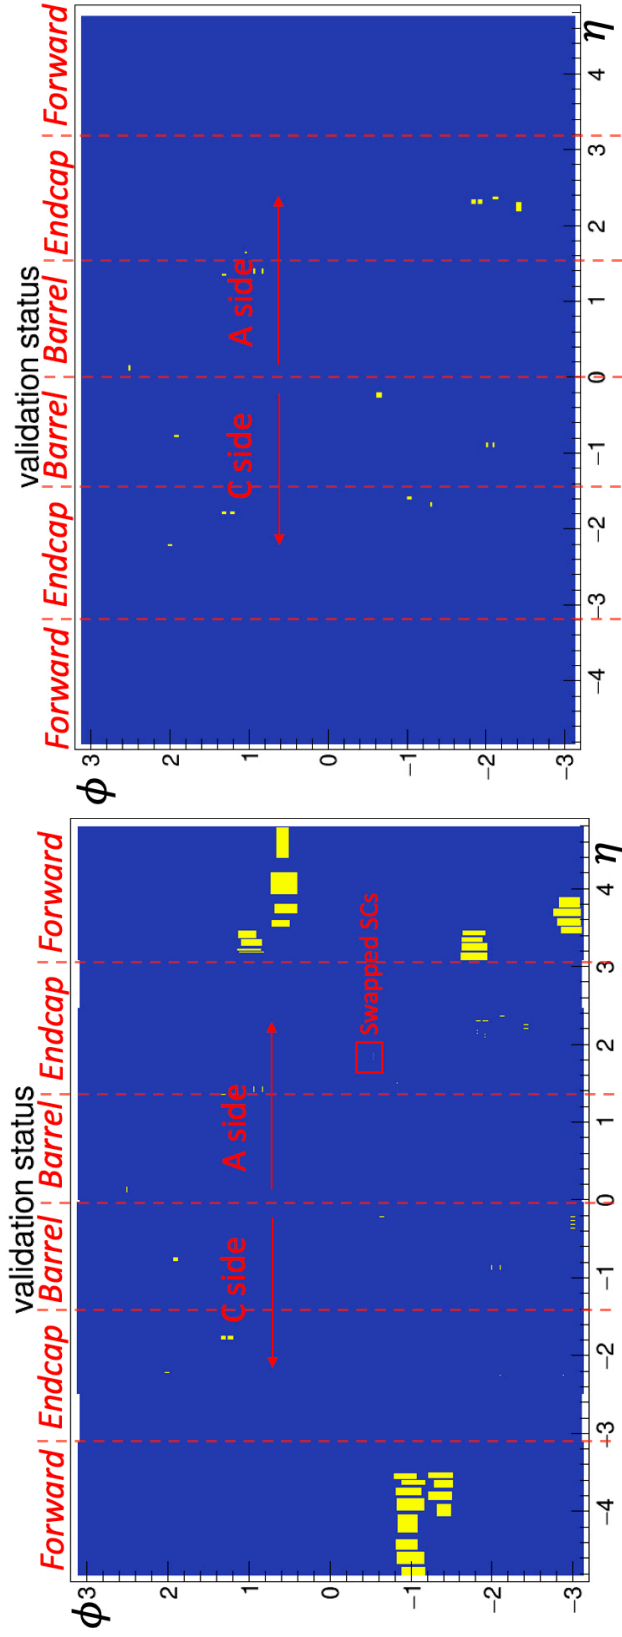 validation status
Forward Endcap Barrel Barrel Endcap Forward
ϕ
3
2
1
0
−1
−2
−3
C side A side
Swapped SCs
−4 −3 −2 −1 0 1 2 3 4
η
validation status
Forward Endcap Barrel Barrel Endcap Forward
ϕ
3
2
1
0
−1
−2
−3
C side A side
−4 −3 −2 −1 0 1 2 3 4
η